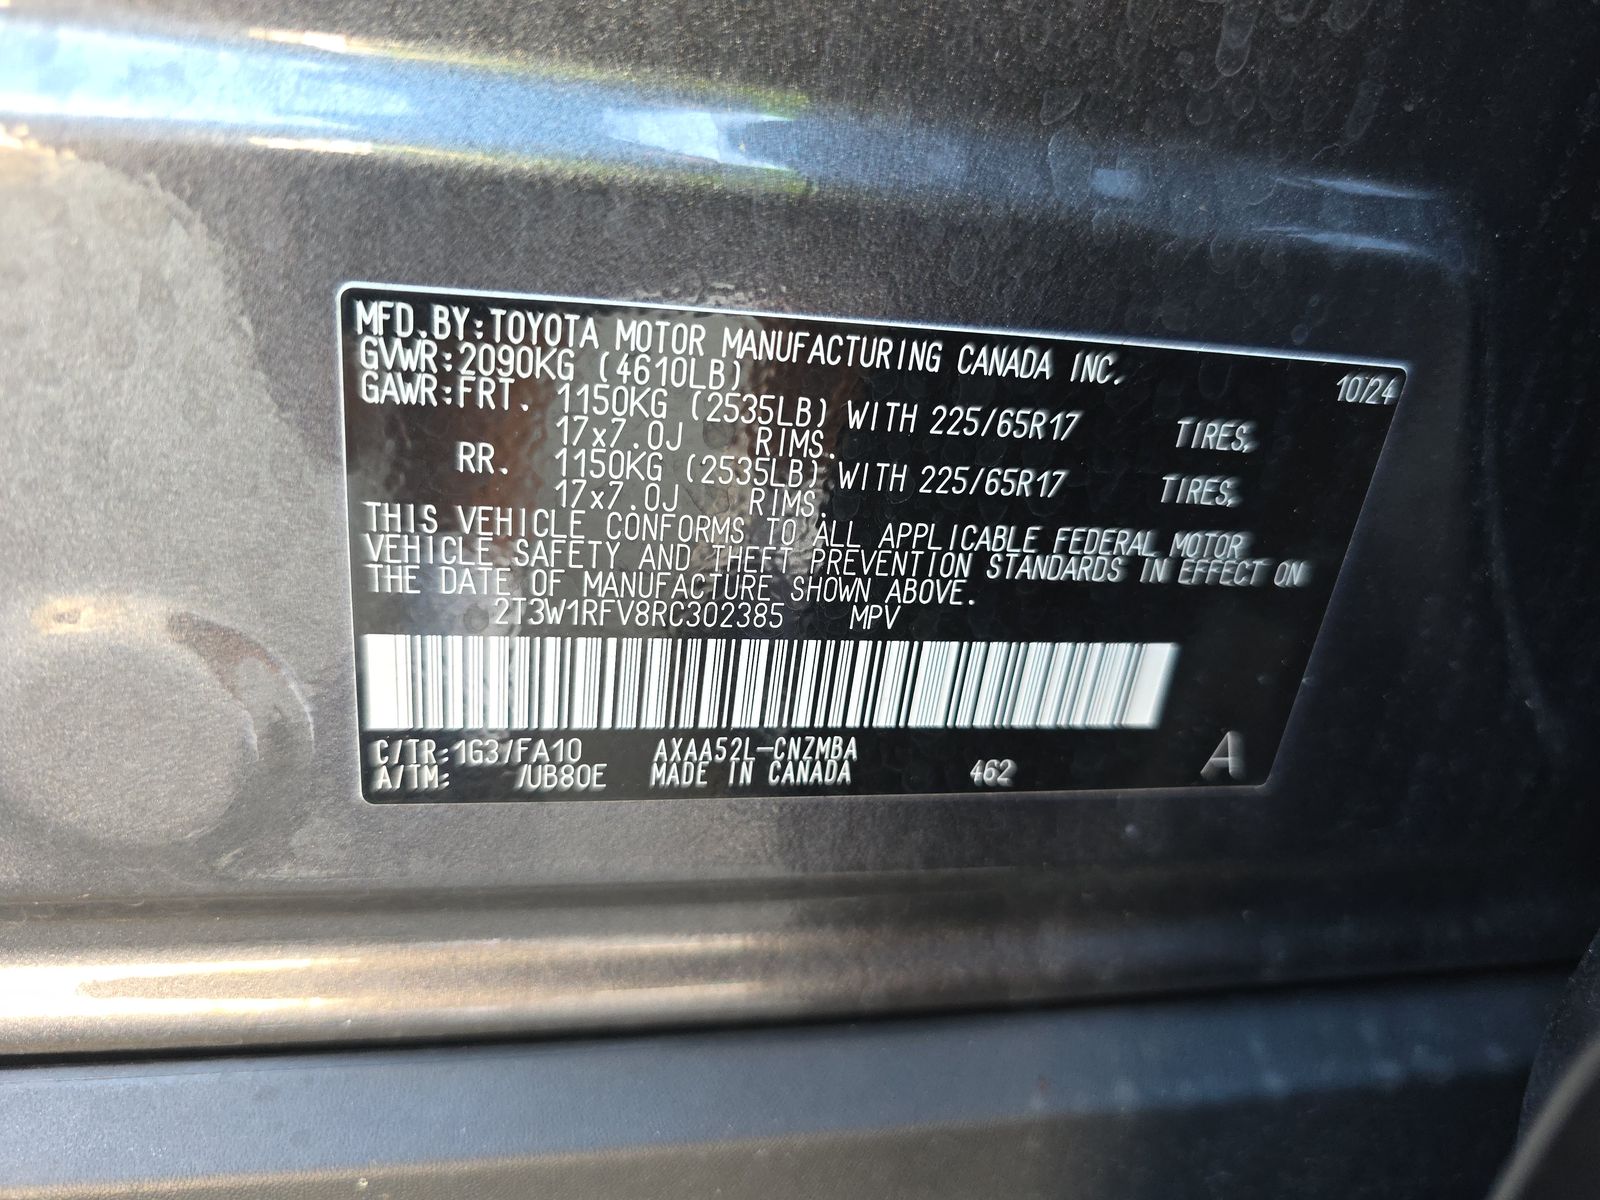 MFD.BY:TOYOTA MOTOR MANUFACTURING CANADA INC. 10/24
GVWR:2090KG (4610LB)
GAWR:FRT. 1150KG (2535LB) WITH 225/65R17 TIRES,
17x7.0J RIMS.
RR. 1150KG (2535LB) WITH 225/65R17 TIRES,
17x7.0J RIMS.
THIS VEHICLE CONFORMS TO ALL APPLICABLE FEDERAL MOTOR
VEHICLE SAFETY AND THEFT PREVENTION STANDARDS IN EFFECT ON
THE DATE OF MANUFACTURE SHOWN ABOVE.
2T3W1RFV8RC302385 MPV
C/TR:1G3/FA10 AXAA52L-CNZMBA
A/TM: /UB80E MADE IN CANADA 462 A